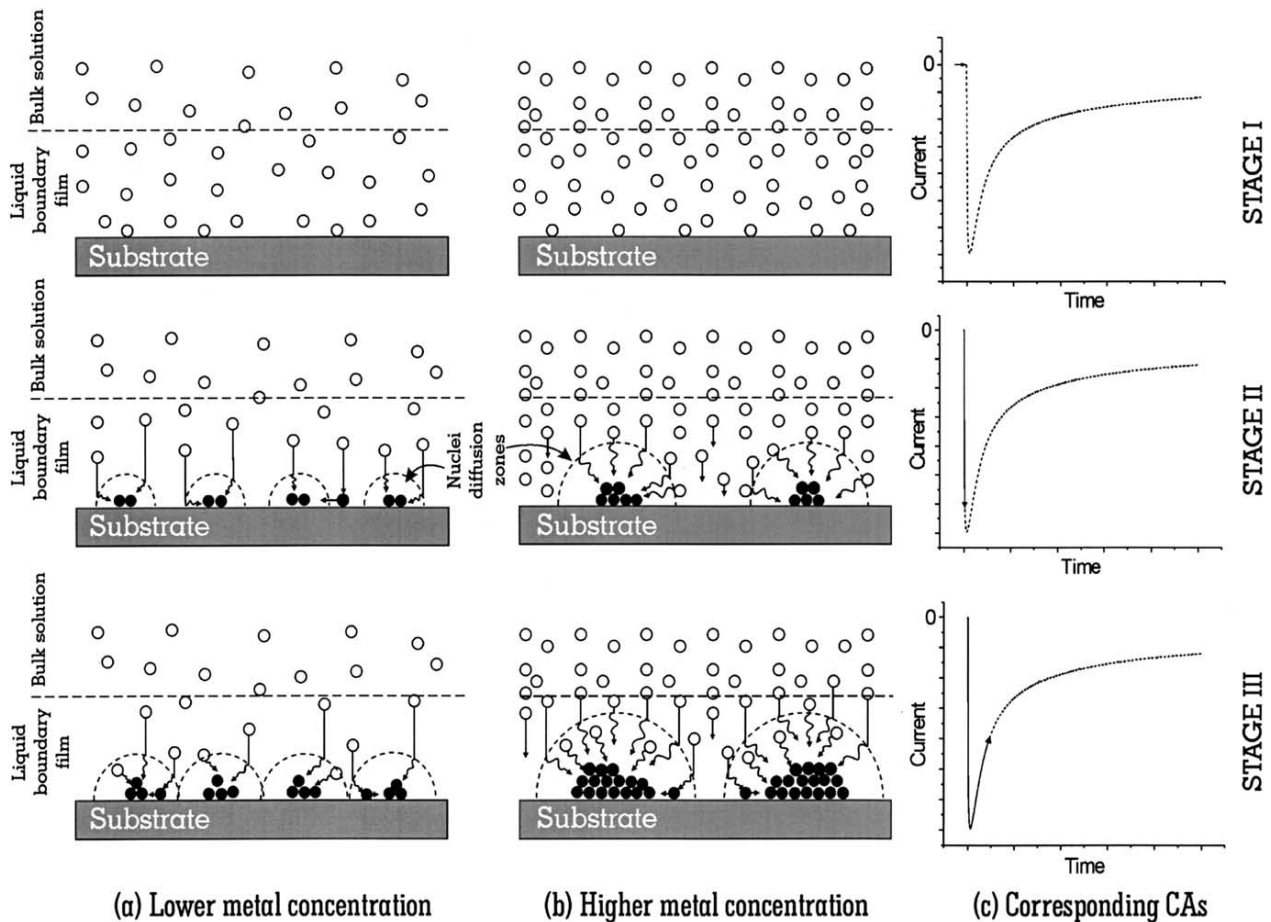 Bulk solution
Liquid
boundary
film
Substrate
Substrate
0
Current
Time
STAGE I
Bulk solution
Liquid
boundary
film
Nuclei
diffusion
zones
Substrate
Substrate
0
Current
Time
STAGE II
Bulk solution
Liquid
boundary
film
Substrate
Substrate
0
Current
Time
STAGE III
(a) Lower metal concentration
(b) Higher metal concentration
(c) Corresponding CAs